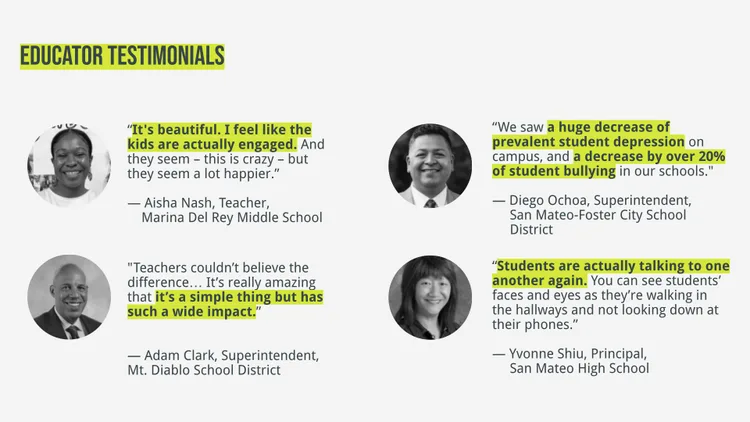 EDUCATOR TESTIMONIALS
“It's beautiful. I feel like the
kids are actually engaged. And
they seem – this is crazy – but
they seem a lot happier.”
— Aisha Nash, Teacher,
Marina Del Rey Middle School
“We saw a huge decrease of
prevalent student depression on
campus, and a decrease by over 20%
of student bullying in our schools."
— Diego Ochoa, Superintendent,
San Mateo-Foster City School
District
"Teachers couldn’t believe the
difference... It’s really amazing
that it’s a simple thing but has
such a wide impact.”
— Adam Clark, Superintendent,
Mt. Diablo School District
“Students are actually talking to one
another again. You can see students’
faces and eyes as they’re walking in
the hallways and not looking down at
their phones.”
— Yvonne Shiu, Principal,
San Mateo High School